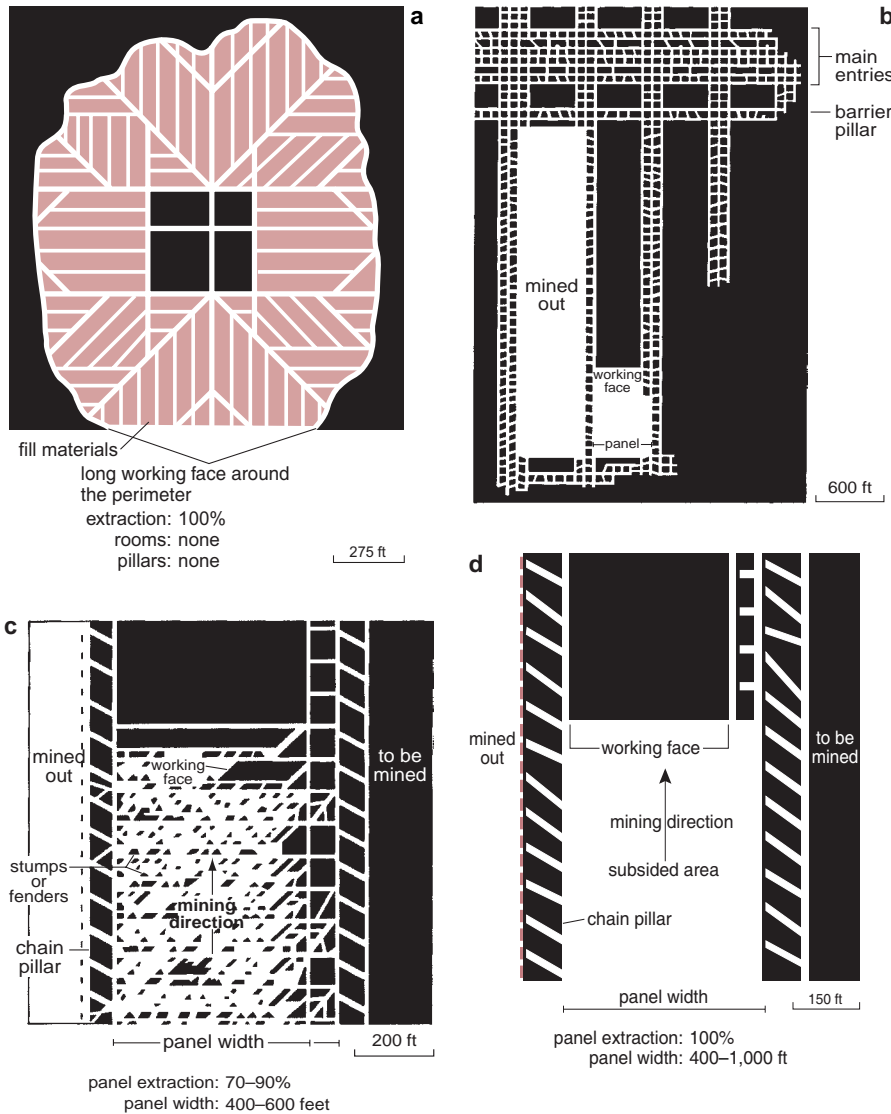 a
fill materials
long working face around
the perimeter
extraction: 100%
rooms: none
pillars: none
275 ft
b
main
entries
barrier
pillar
mined
out
working
face
panel
600 ft
c
mined
out
working
face
to be
mined
stumps
or
fenders
mining
direction
chain
pillar
panel width
200 ft
panel extraction: 70–90%
panel width: 400–600 feet
d
mined
out
working face
to be
mined
mining direction
subsided area
chain pillar
panel width
150 ft
panel extraction: 100%
panel width: 400–1,000 ft